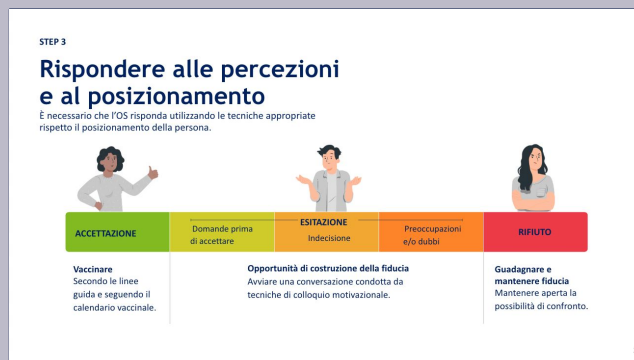 STEP 3
Rispondere alle percezioni
e al posizionamento
È necessario che l'OS risponda utilizzando le tecniche appropriate
rispetto il posizionamento della persona.
ACCETTAZIONE
Domande prima
di accettare
ESITAZIONE
Indecisione
Preoccupazioni
e/o dubbi
RIFIUTO
Vaccinare
Secondo le linee
guida e seguendo il
calendario vaccinale.
Opportunità di costruzione della fiducia
Avviare una conversazione condotta da
tecniche di colloquio motivazionale.
Guadagnare e
mantenere fiducia
Mantenere aperta la
possibilità di confronto.